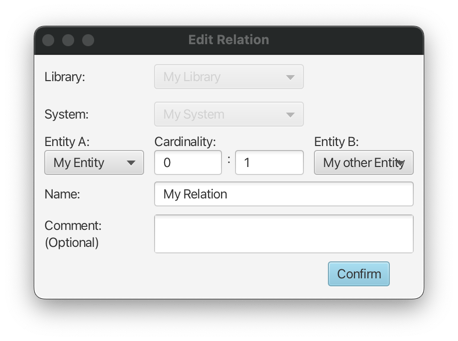 Edit Relation
Library: My Library
System: My System
Entity A: Cardinality: Entity B:
My Entity 0 : 1 My other Entity
Name: My Relation
Comment:
(Optional)
Confirm